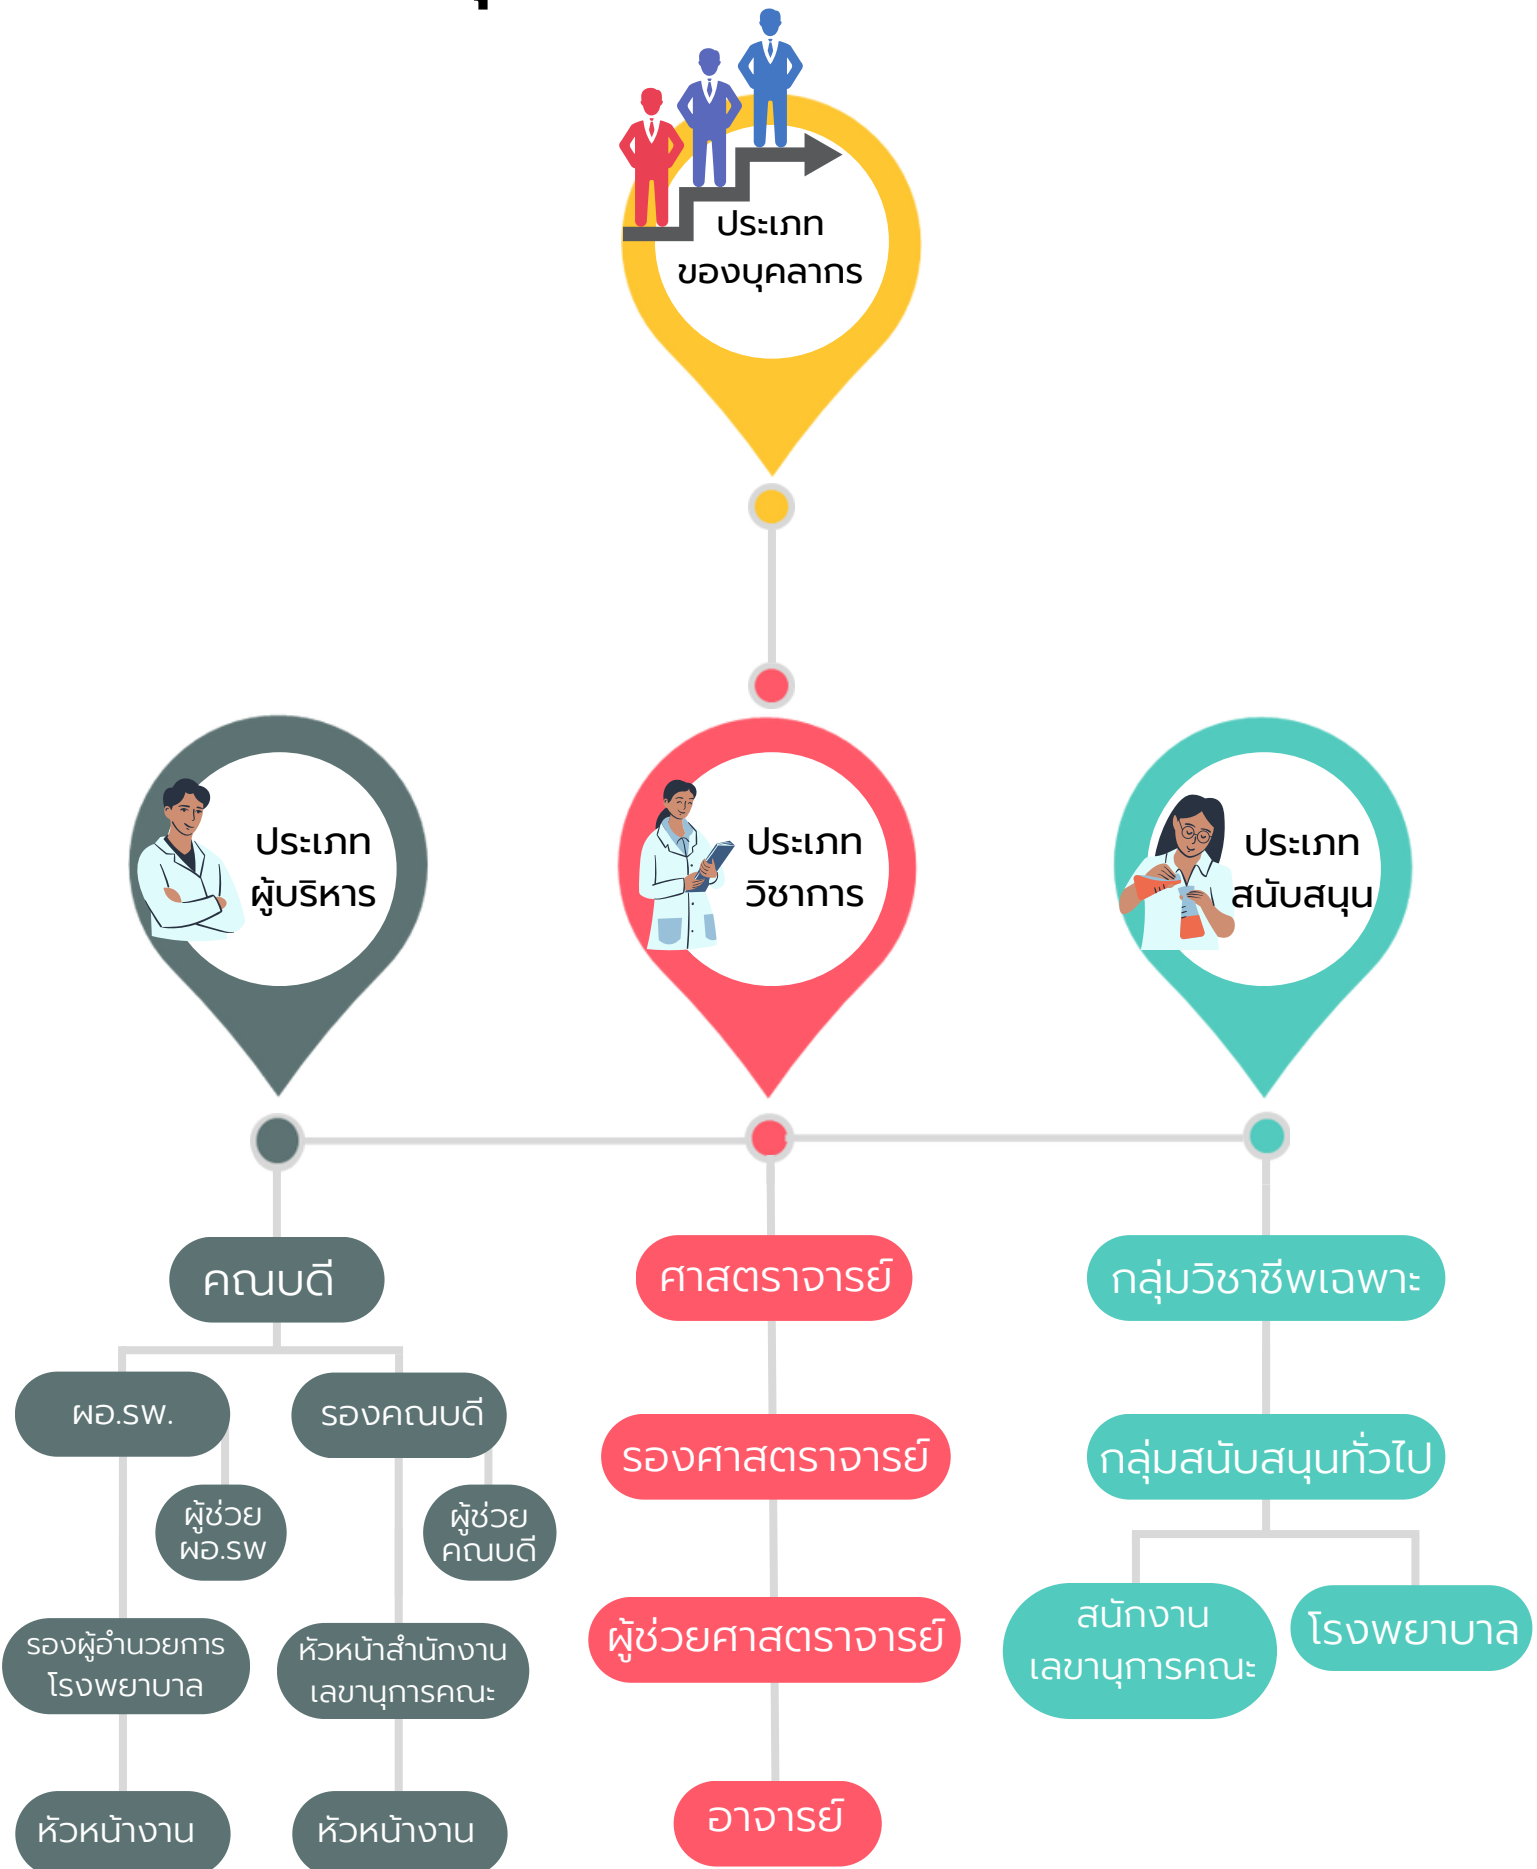 ประเภท
ของบุคลากร
ประเภท
ผู้บริหาร
ประเภท
วิชาการ
ประเภท
สนับสนุน
คณบดี
ศาสตราจารย์
กลุ่มวิชาชีพเฉพาะ
ผอ.รพ.
รองคณบดี
รองศาสตราจารย์
กลุ่มสนับสนุนทั่วไป
ผู้ช่วย
ผอ.รพ
ผู้ช่วย
คณบดี
รองผู้อำนวยการ
โรงพยาบาล
หัวหน้าสำนักงาน
เลขานุการคณะ
ผู้ช่วยศาสตราจารย์
สนักงาน
เลขานุการคณะ
โรงพยาบาล
หัวหน้างาน
หัวหน้างาน
อาจารย์